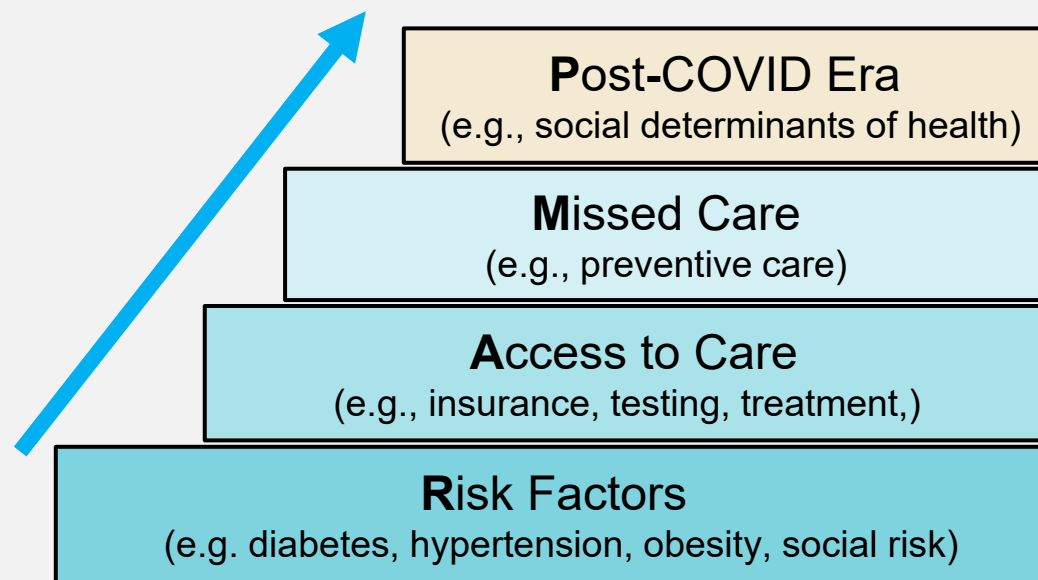 Post-COVID Era
(e.g., social determinants of health)
Missed Care
(e.g., preventive care)
Access to Care
(e.g., insurance, testing, treatment,)
Risk Factors
(e.g. diabetes, hypertension, obesity, social risk)